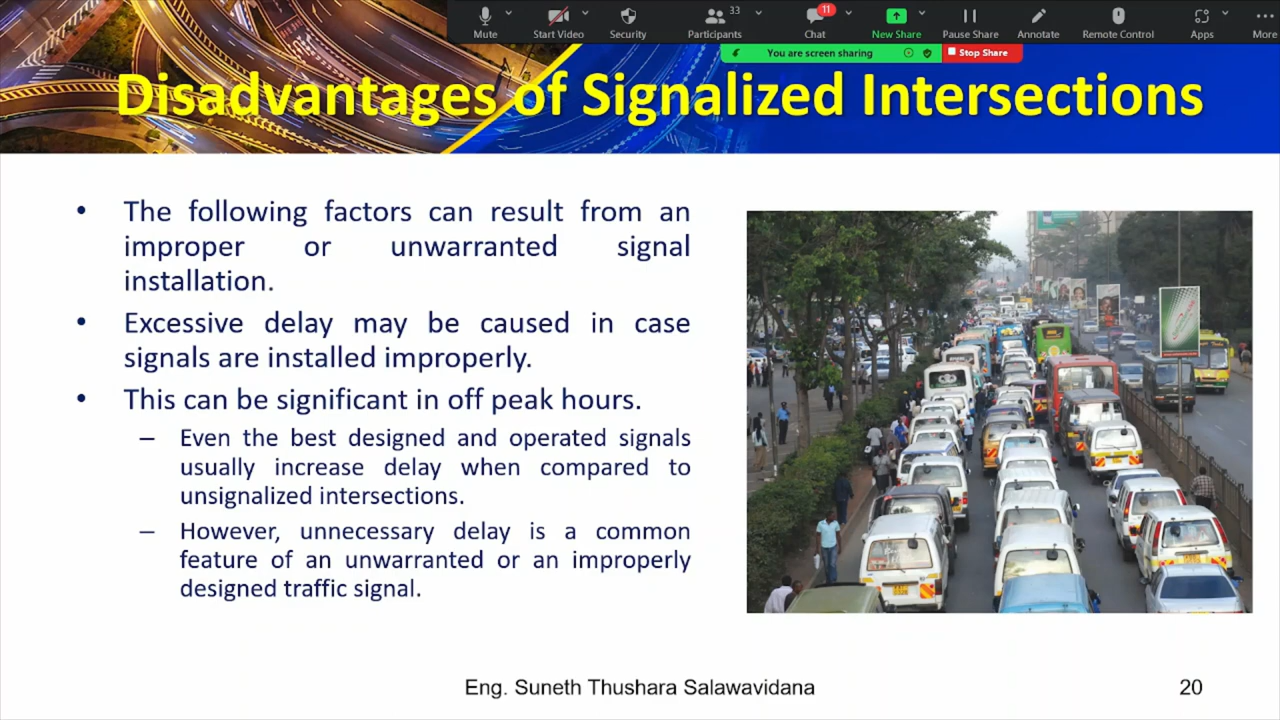 33
11
Mute
Start Video
Security
Participants
Chat
New Share
Pause Share
Annotate
Remote Control
Apps
More
You are screen sharing
Stop Share
Disadvantages of Signalized Intersections
• The following factors can result from an
improper or unwarranted signal
installation.
• Excessive delay may be caused in case
signals are installed improperly.
• This can be significant in off peak hours.
– Even the best designed and operated signals
usually increase delay when compared to
unsignalized intersections.
– However, unnecessary delay is a common
feature of an unwarranted or an improperly
designed traffic signal.
Eng. Suneth Thushara Salawavidana
20